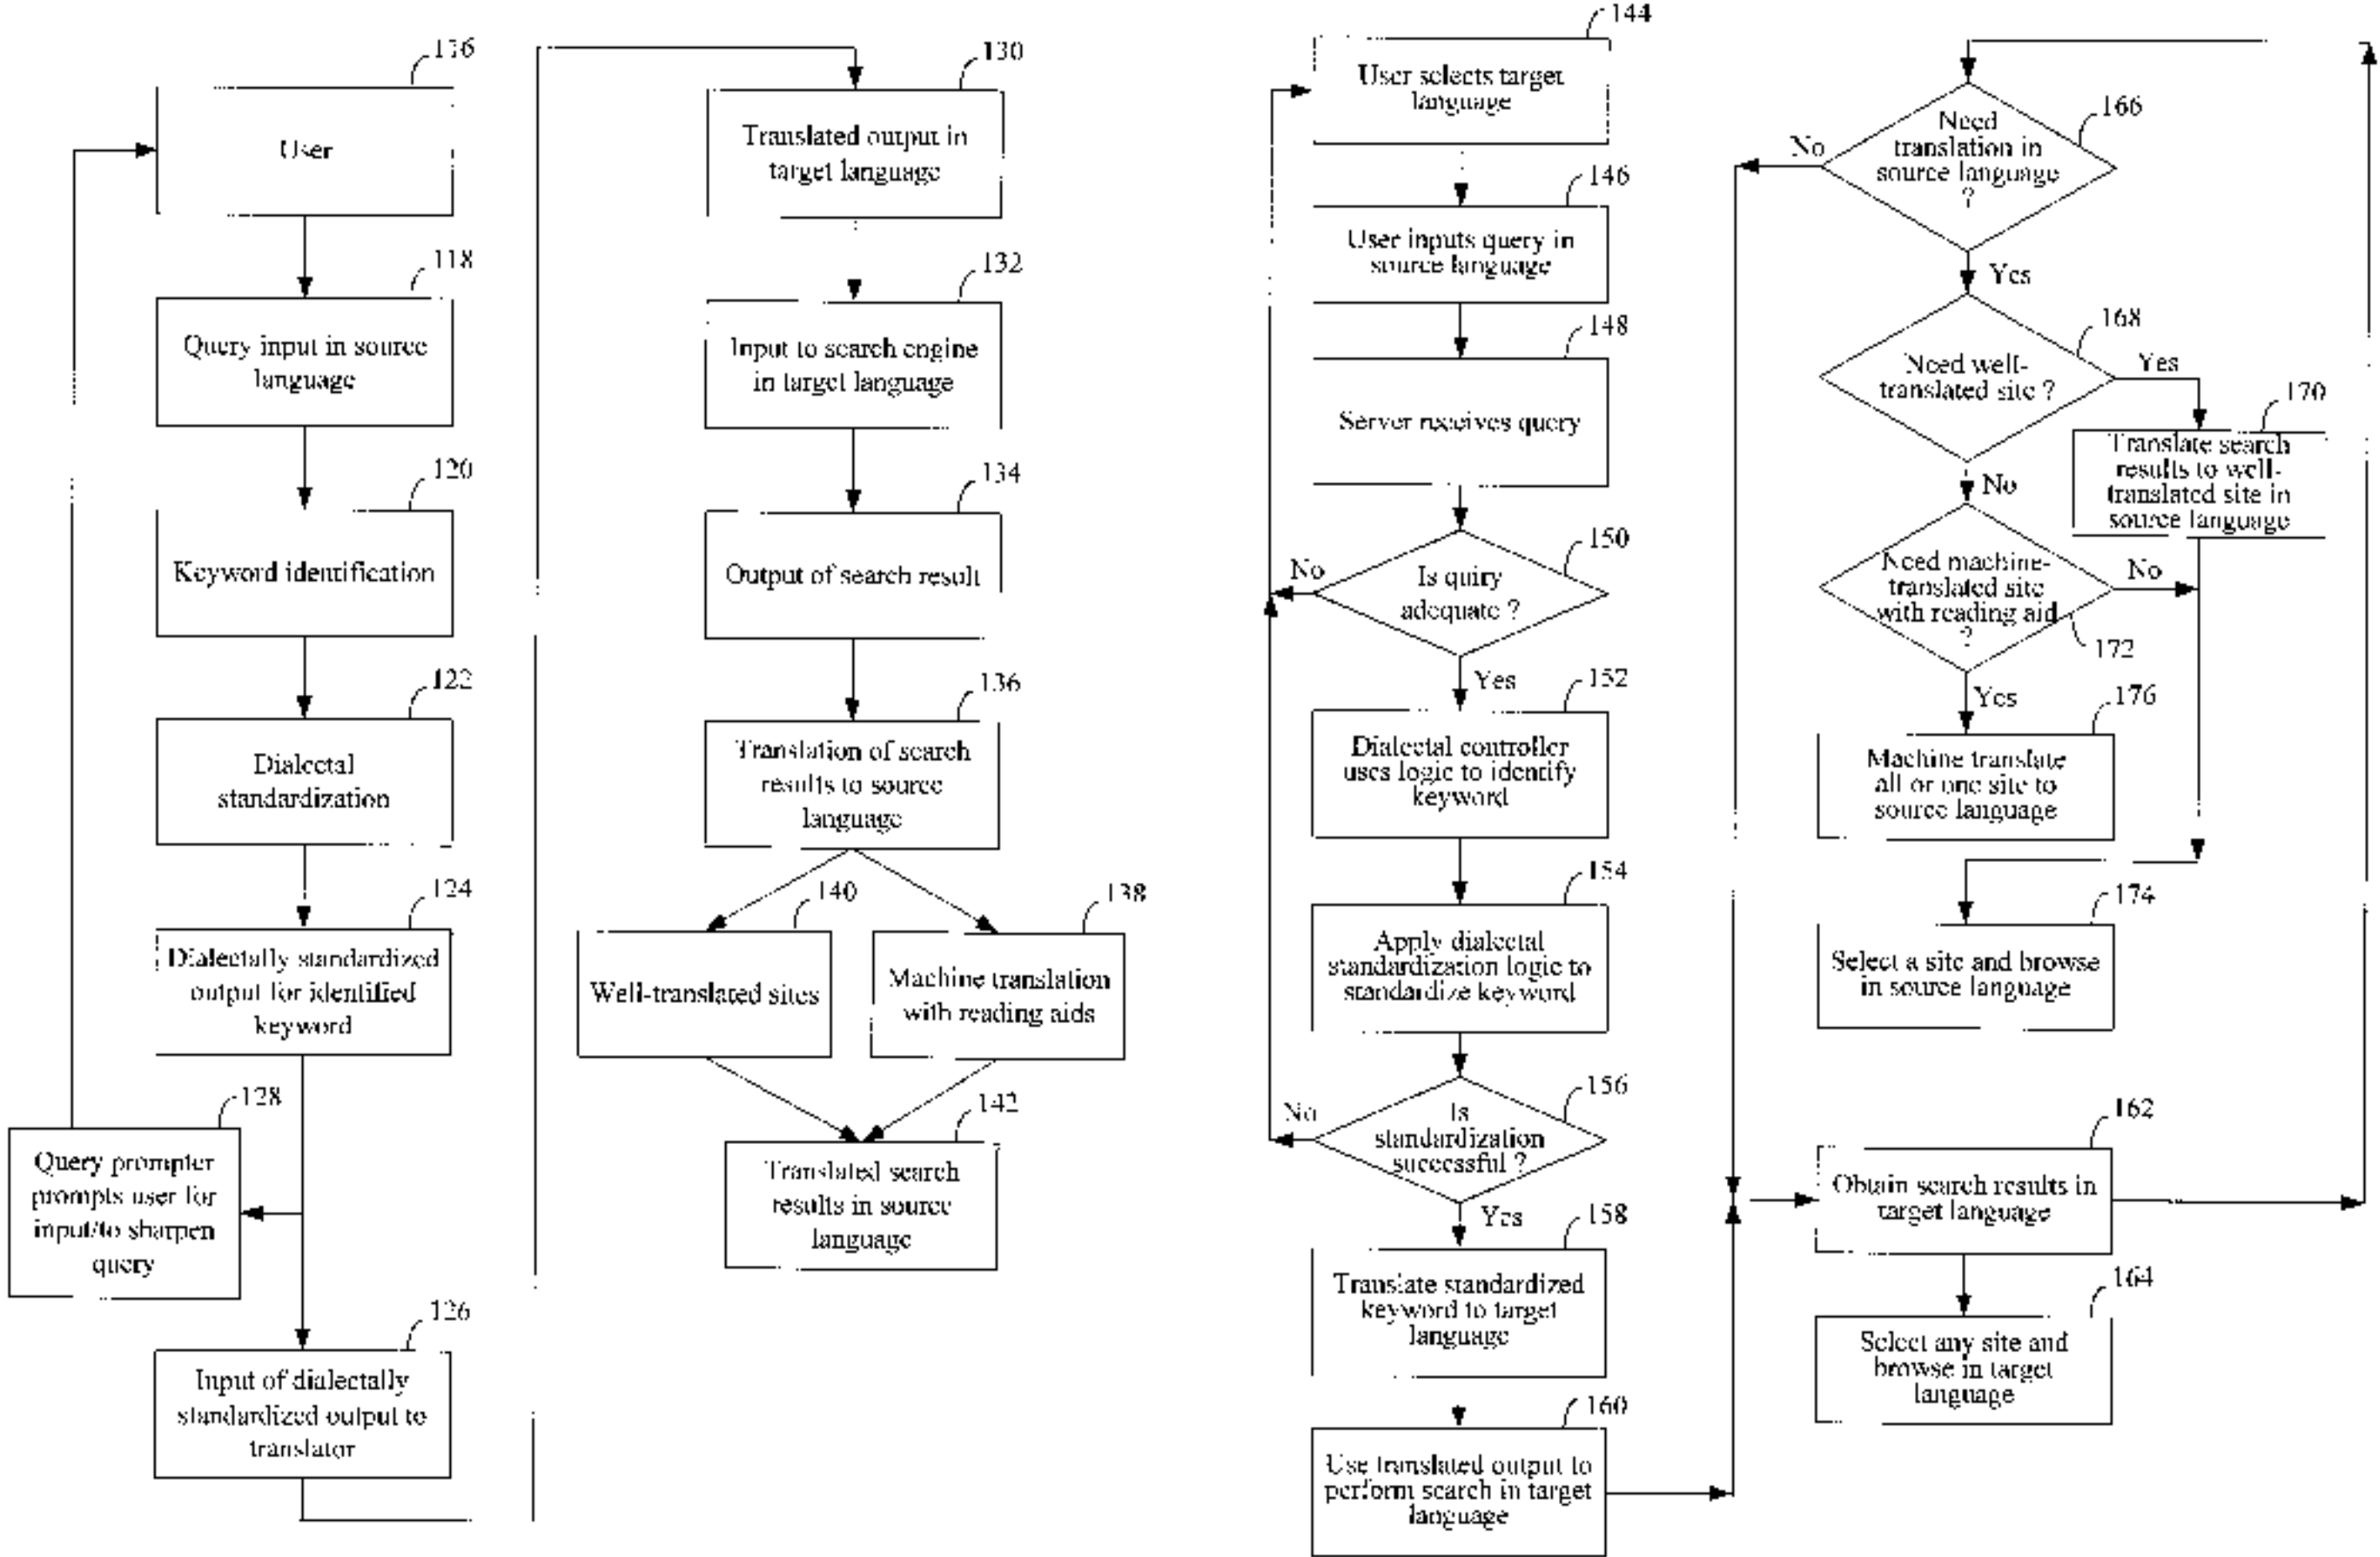 116
User
118
Query input in source
language
120
Keyword identification
122
Dialectal
standardization
124
Dialectally standardized
output for identified
keyword
128
Query prompter
prompts user for
input/to sharpen
query
126
Input of dialectally
standardized output to
translator
130
Translated output in
target language
132
Input to search engine
in target language
134
Output of search result
136
Translation of search
results to source
language
140
Well-translated sites
138
Machine translation
with reading aids
142
Translated search
results in source
language
144
User selects target
language
146
User inputs query in
source language
148
Server receives query
150
Is quiry
adequate ?
No
Yes
152
Dialectal controller
uses logic to identify
keyword
154
Apply dialectal
standardization logic to
standardize keyword
156
Is
standardization
successful ?
No
Yes
158
Translate standardized
keyword to target
language
160
Use translated output to
perform search in target
language
166
Need
translation in
source language
?
No
Yes
168
Need well-
translated site ?
Yes
No
170
Translate search
results to well-
translated site in
source language
Need machine-
translated site
with reading aid
?
172
No
Yes
176
Machine translate
all or one site to
source language
174
Select a site and browse
in source language
162
Obtain search results in
target language
164
Select any site and
browse in target
language